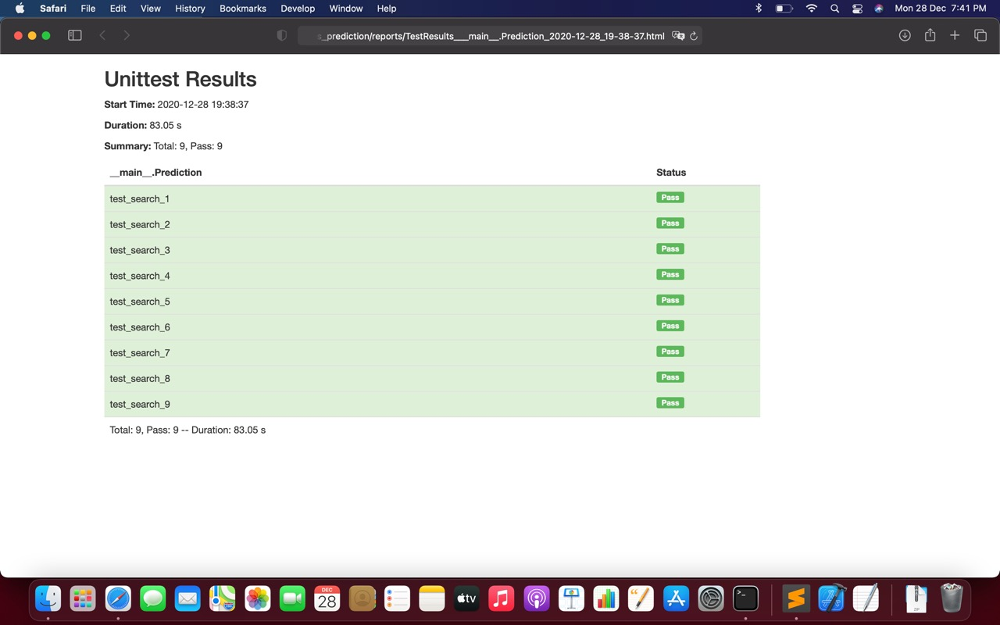 Safari File Edit View History Bookmarks Develop Window Help Mon 28 Dec 7:41 PM
s_prediction/reports/TestResults___main__.Prediction_2020-12-28_19-38-37.html
Unittest Results
Start Time: 2020-12-28 19:38:37
Duration: 83.05 s
Summary: Total: 9, Pass: 9
__main__.Prediction Status
test_search_1 Pass
test_search_2 Pass
test_search_3 Pass
test_search_4 Pass
test_search_5 Pass
test_search_6 Pass
test_search_7 Pass
test_search_8 Pass
test_search_9 Pass
Total: 9, Pass: 9 -- Duration: 83.05 s
DEC
28
tv
ZIP